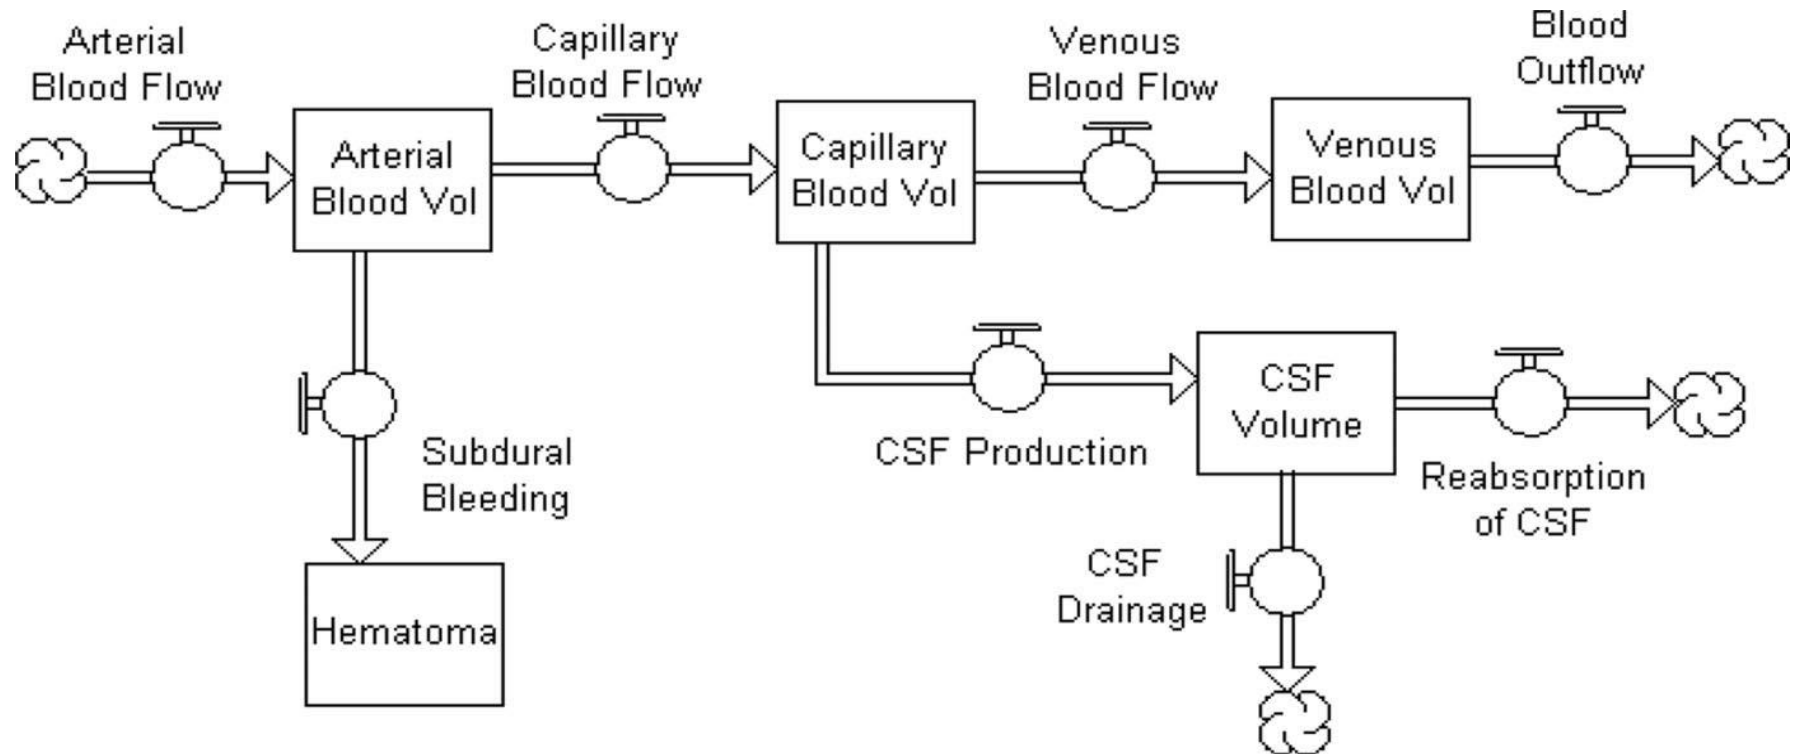 Arterial
Blood Flow
Capillary
Blood Flow
Venous
Blood Flow
Blood
Outflow
Arterial
Blood Vol
Capillary
Blood Vol
Venous
Blood Vol
Subdural
Bleeding
Hematoma
CSF Production
CSF
Volume
Reabsorption
of CSF
CSF
Drainage